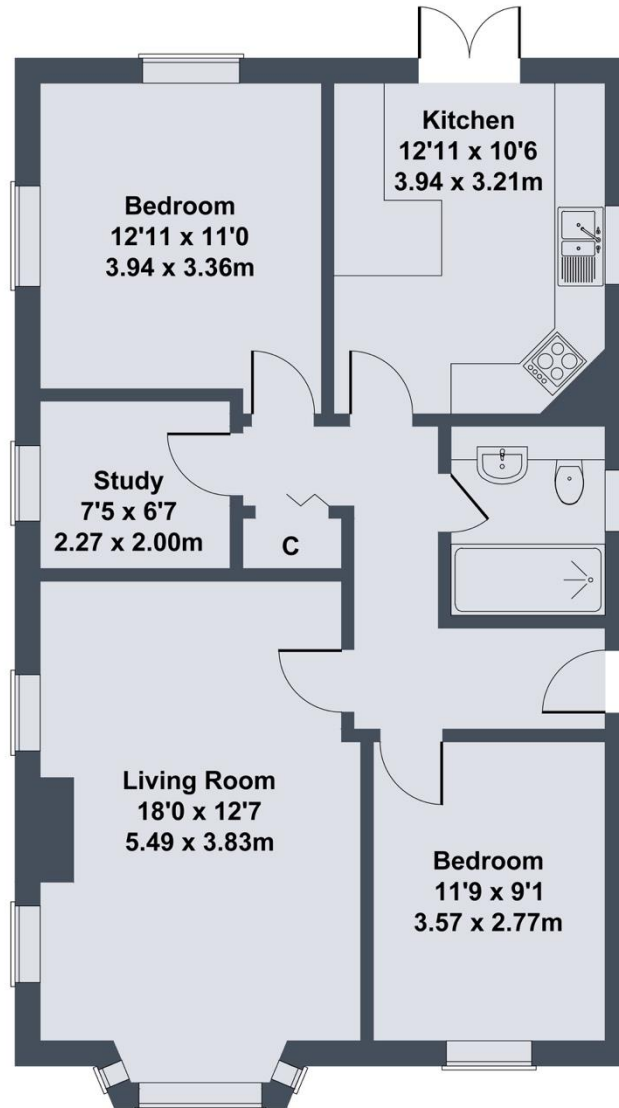 Kitchen
12'11 x 10'6
3.94 x 3.21m
Bedroom
12'11 x 11'0
3.94 x 3.36m
Study
7'5 x 6'7
2.27 x 2.00m
C
Living Room
18'0 x 12'7
5.49 x 3.83m
Bedroom
11'9 x 9'1
3.57 x 2.77m